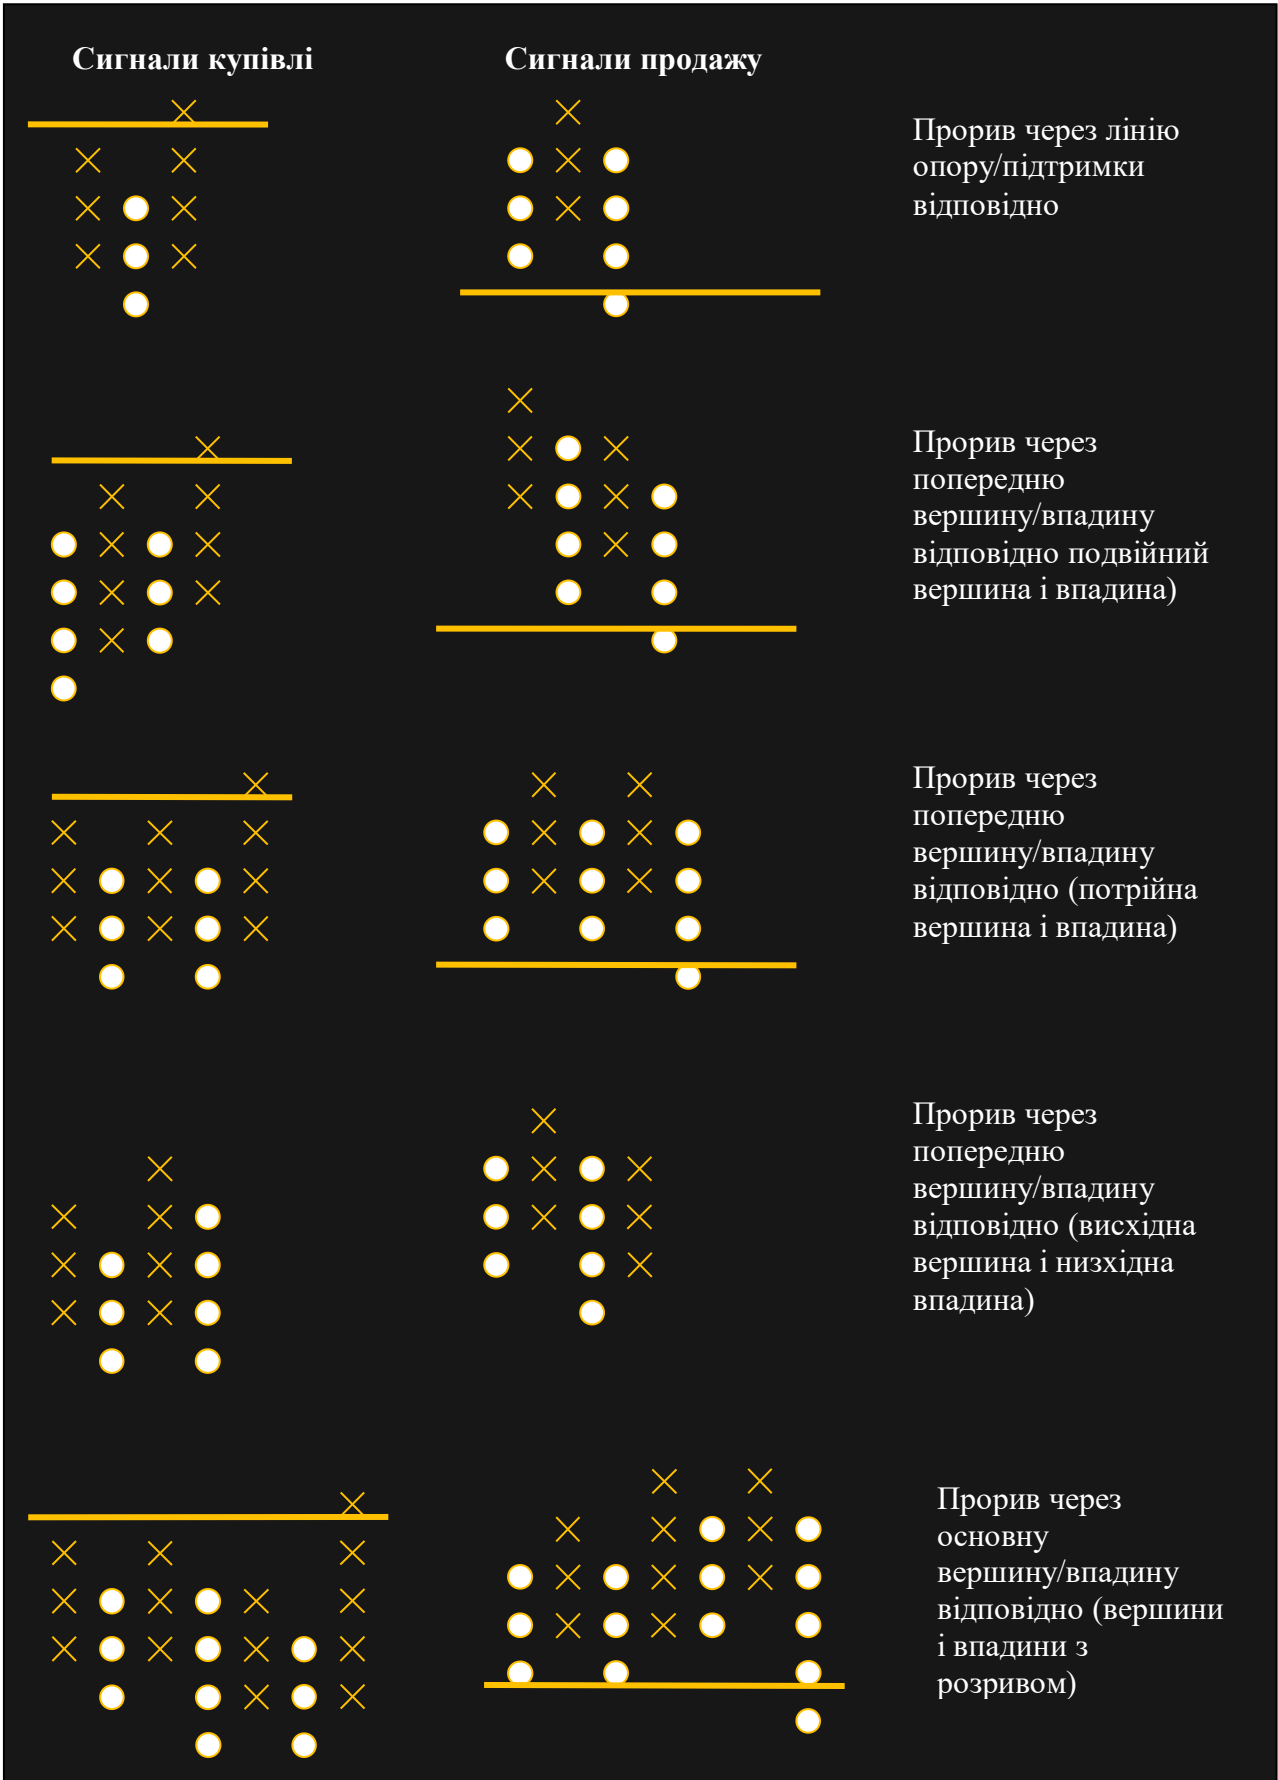 Сигнали купівлі
Сигнали продажу
Прорив через лінію
опору/підтримки
відповідно
Прорив через
попередню
вершину/впадину
відповідно подвійний
вершина і впадина)
Прорив через
попередню
вершину/впадину
відповідно (потрійна
вершина і впадина)
Прорив через
попередню
вершину/впадину
відповідно (висхідна
вершина і низхідна
впадина)
Прорив через
основну
вершину/впадину
відповідно (вершини
і впадини з
розривом)